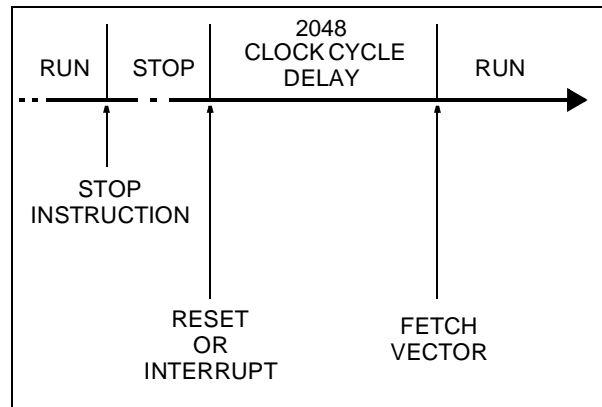 RUN
STOP
2048
CLOCK CYCLE
DELAY
RUN
STOP
INSTRUCTION
RESET
OR
INTERRUPT
FETCH
VECTOR